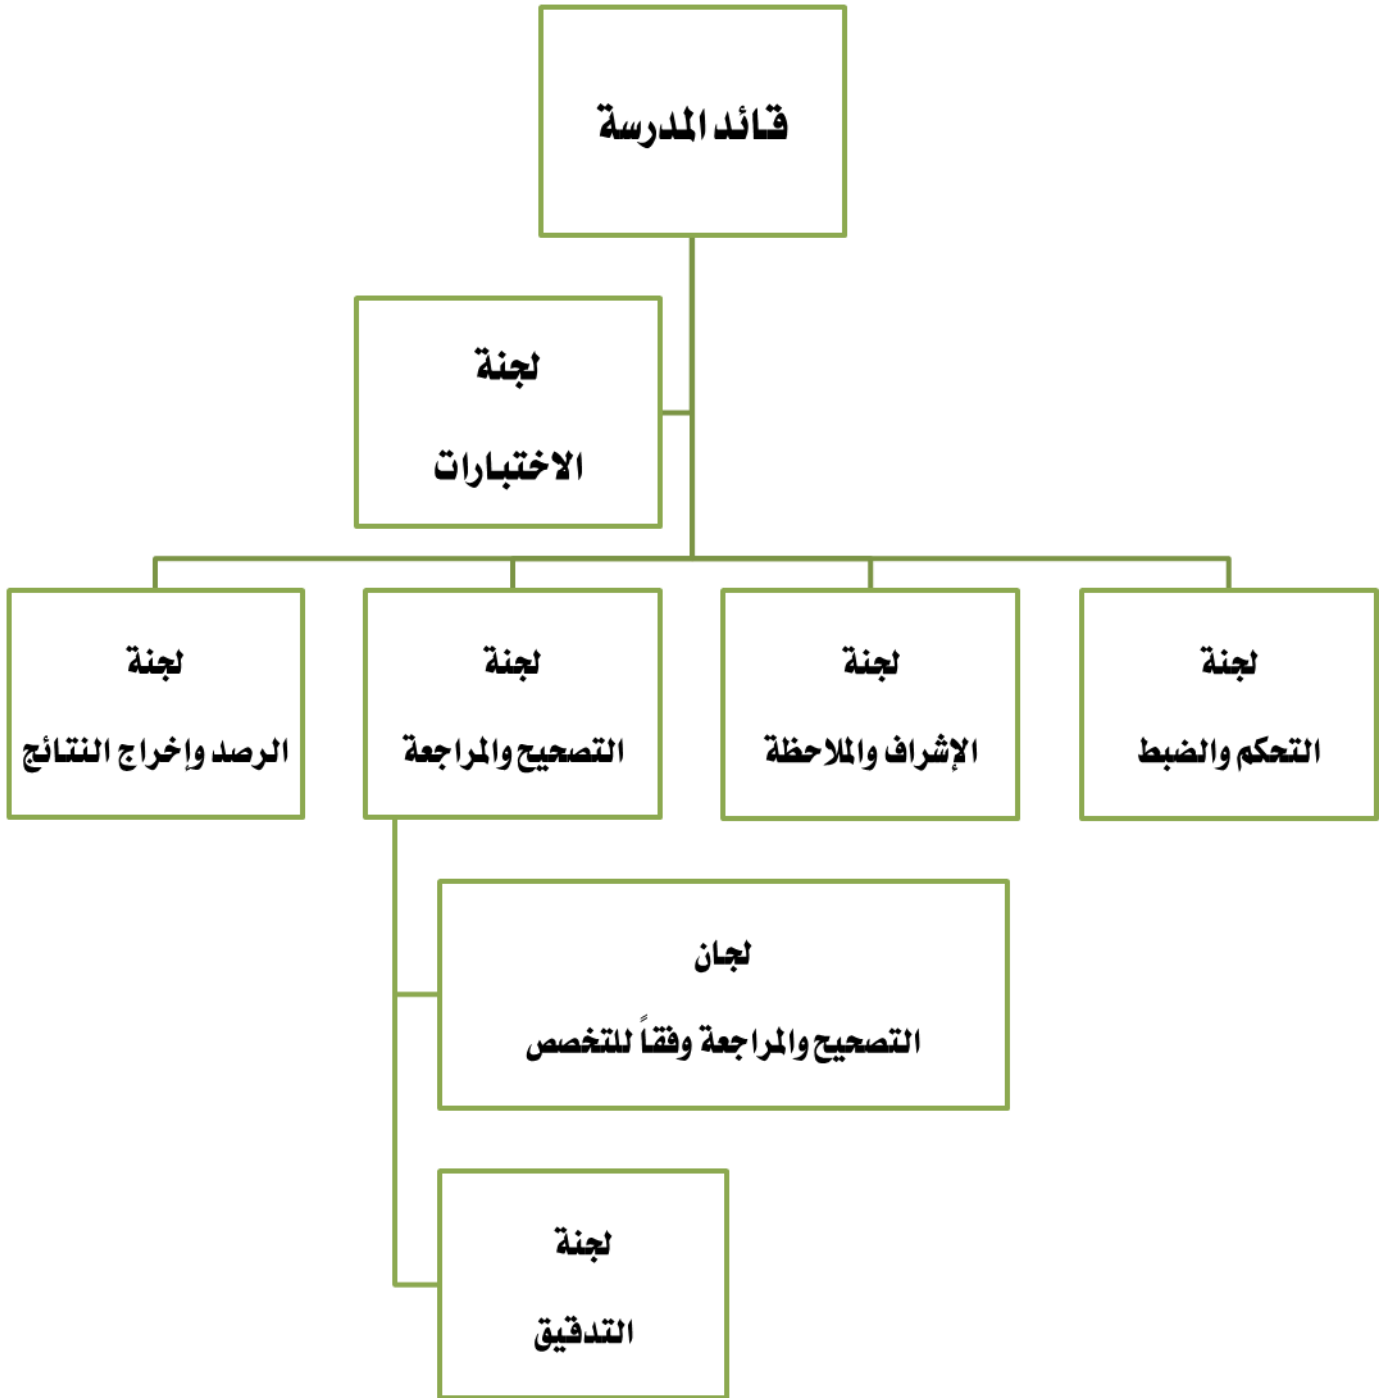 قائد المدرسة
لجنة
الاختبارات
لجنة
التحكم والضبط
لجنة
الإشراف والملاحظة
لجنة
التصحيح والمراجعة
لجنة
الرصد وإخراج النتائج
لجان
التصحيح والمراجعة وفقاً للتخصص
لجنة
التدقيق